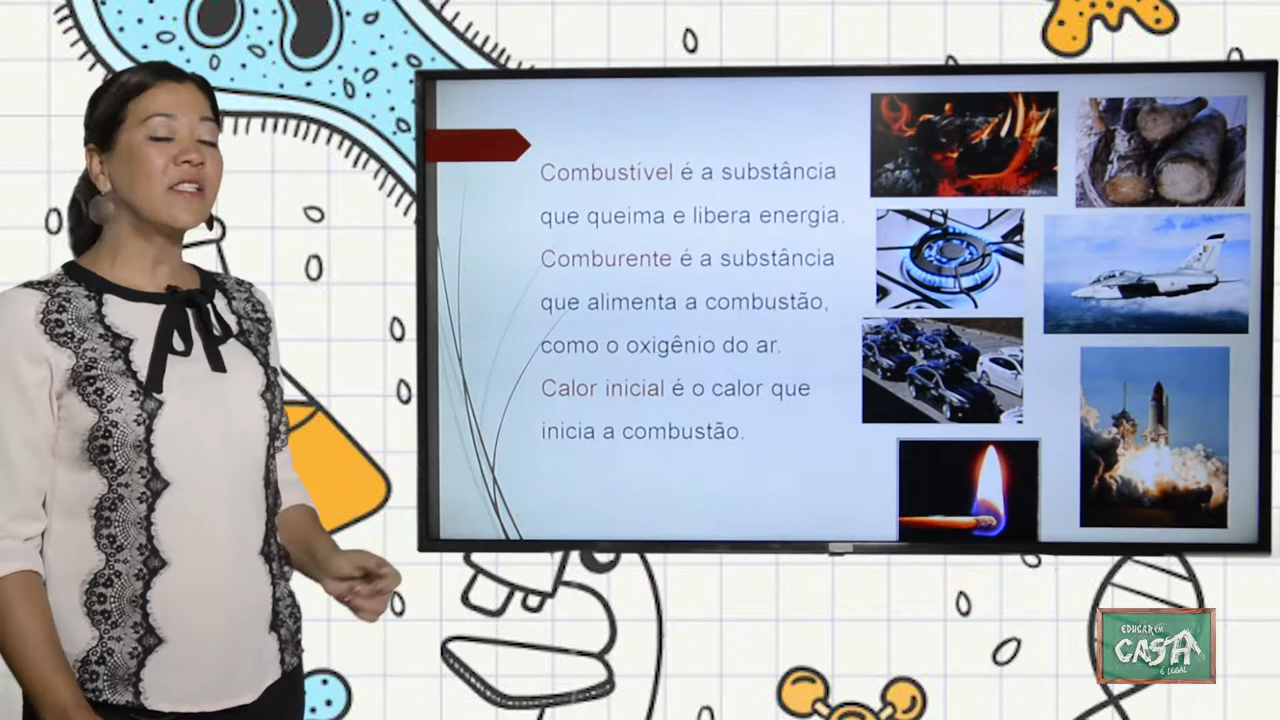 Combustível é a substância
que queima e libera energia.
Comburente é a substância
que alimenta a combustão,
como o oxigênio do ar.
Calor inicial é o calor que
inicia a combustão.
EDUCAR EM
CASA
É LEGAL